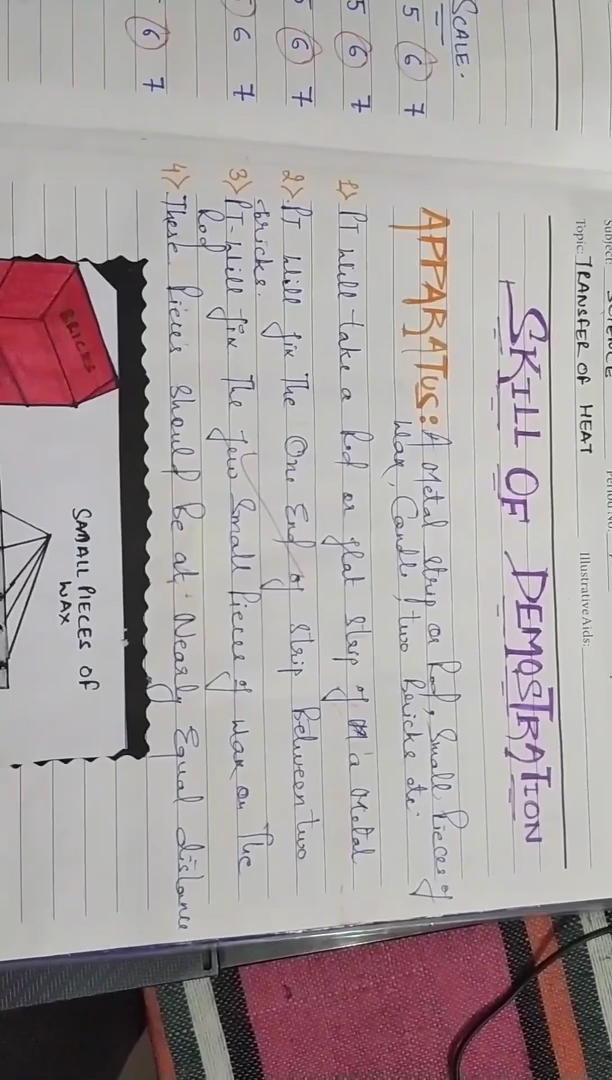 SCALE.
5 6 7
5 6 7
5 6 7
6 7
6 7
Subject: SCIENCE
Topic: TRANSFER OF HEAT
Illustrative Aids:
SKILL OF DEMOSTRATION
APPARATUS: A Metal strip or Rod, Small Pieces of
Wax, Candle, two Bricks etc.
1) PT Will take a Rod or flat strip of a Metal
2) PT Will fix The One End of Strip Between two
bricks.
3) PT Will fix The few Small Pieces of Wax on The
Rod
4) These Pieces Should be at Nearly Equal distance
BRICKS
SMALL PIECES OF
WAX